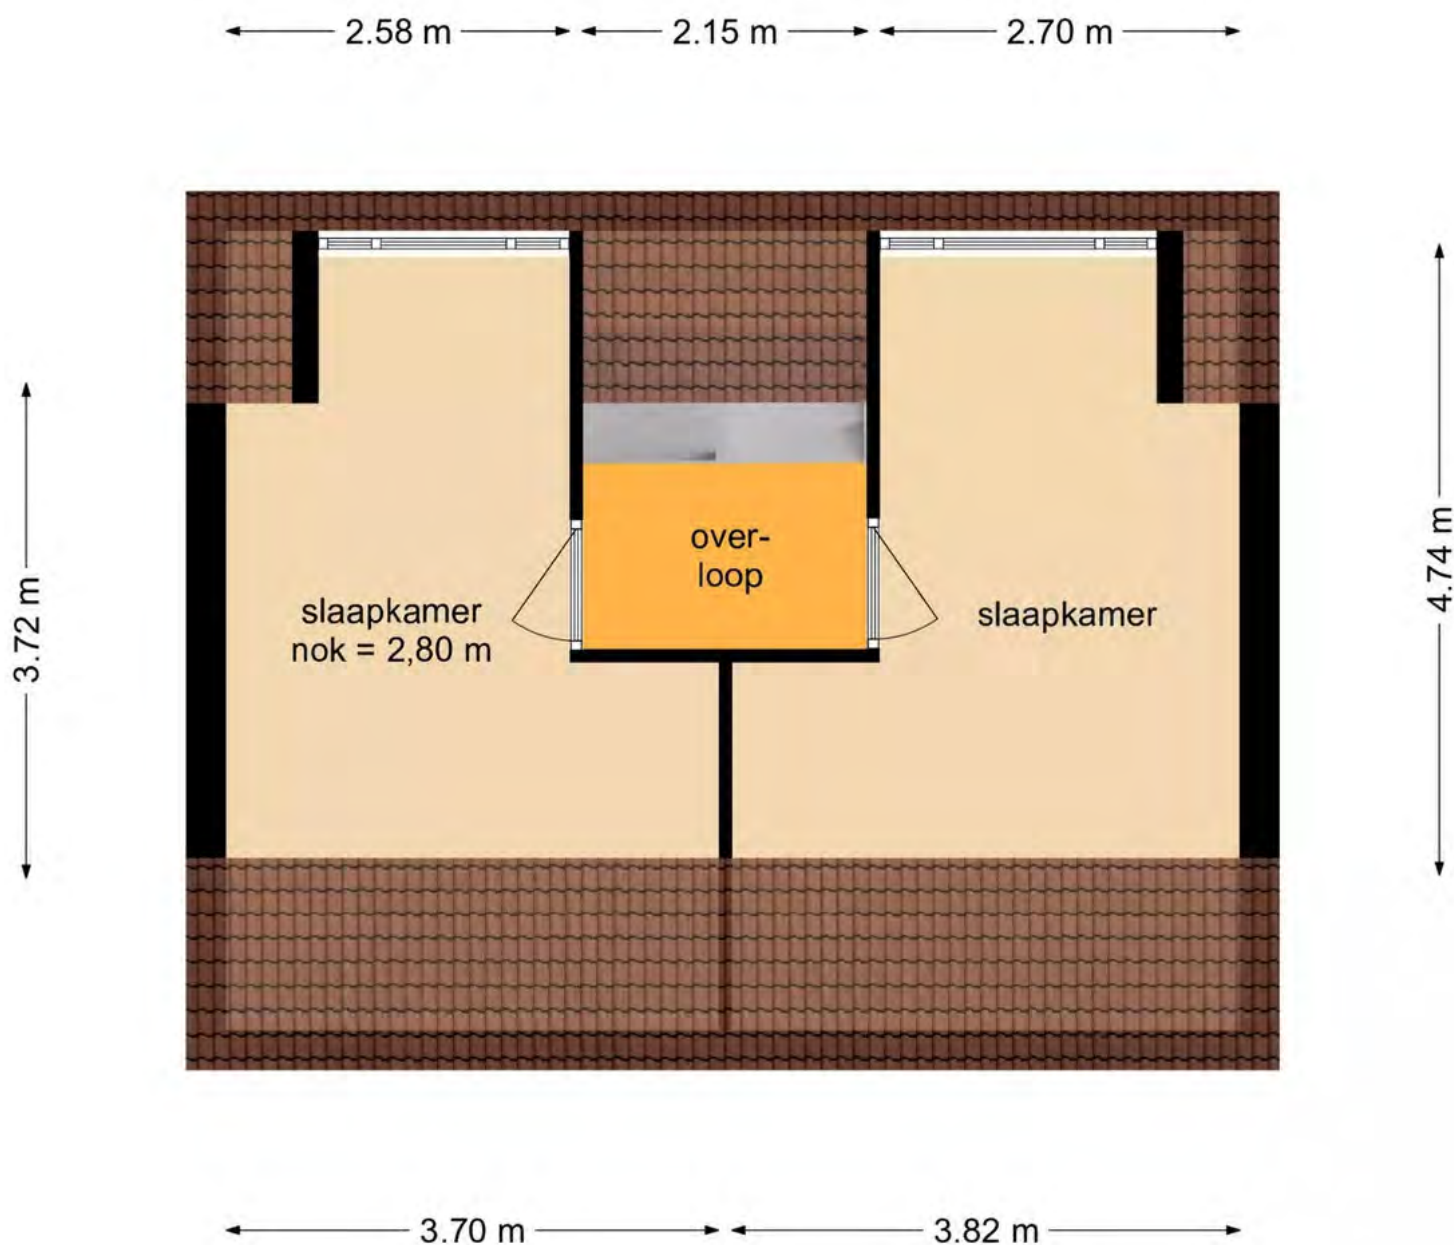 2.58 m
2.15 m
2.70 m
over-
loop
slaapkamer
nok = 2,80 m
slaapkamer
3.72 m
4.74 m
3.70 m
3.82 m